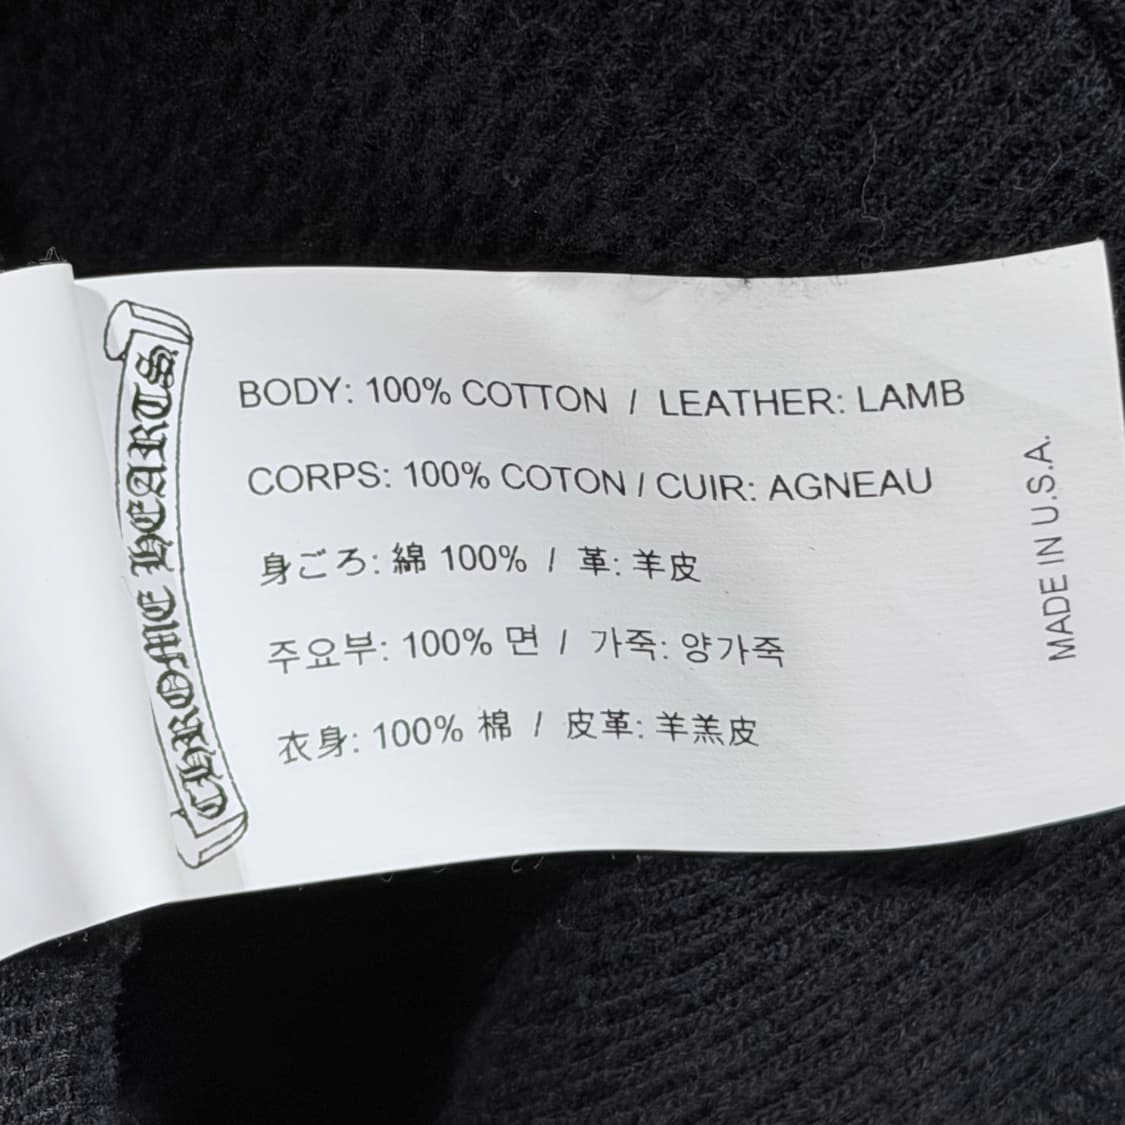 CHROME HEARTS
BODY: 100% COTTON / LEATHER: LAMB
CORPS: 100% COTON / CUIR: AGNEAU
身ごろ: 綿 100% / 革: 羊皮
주요부: 100% 면 / 가죽: 양가죽
衣身: 100% 棉 / 皮革: 羊羔皮
MADE IN U.S.A.